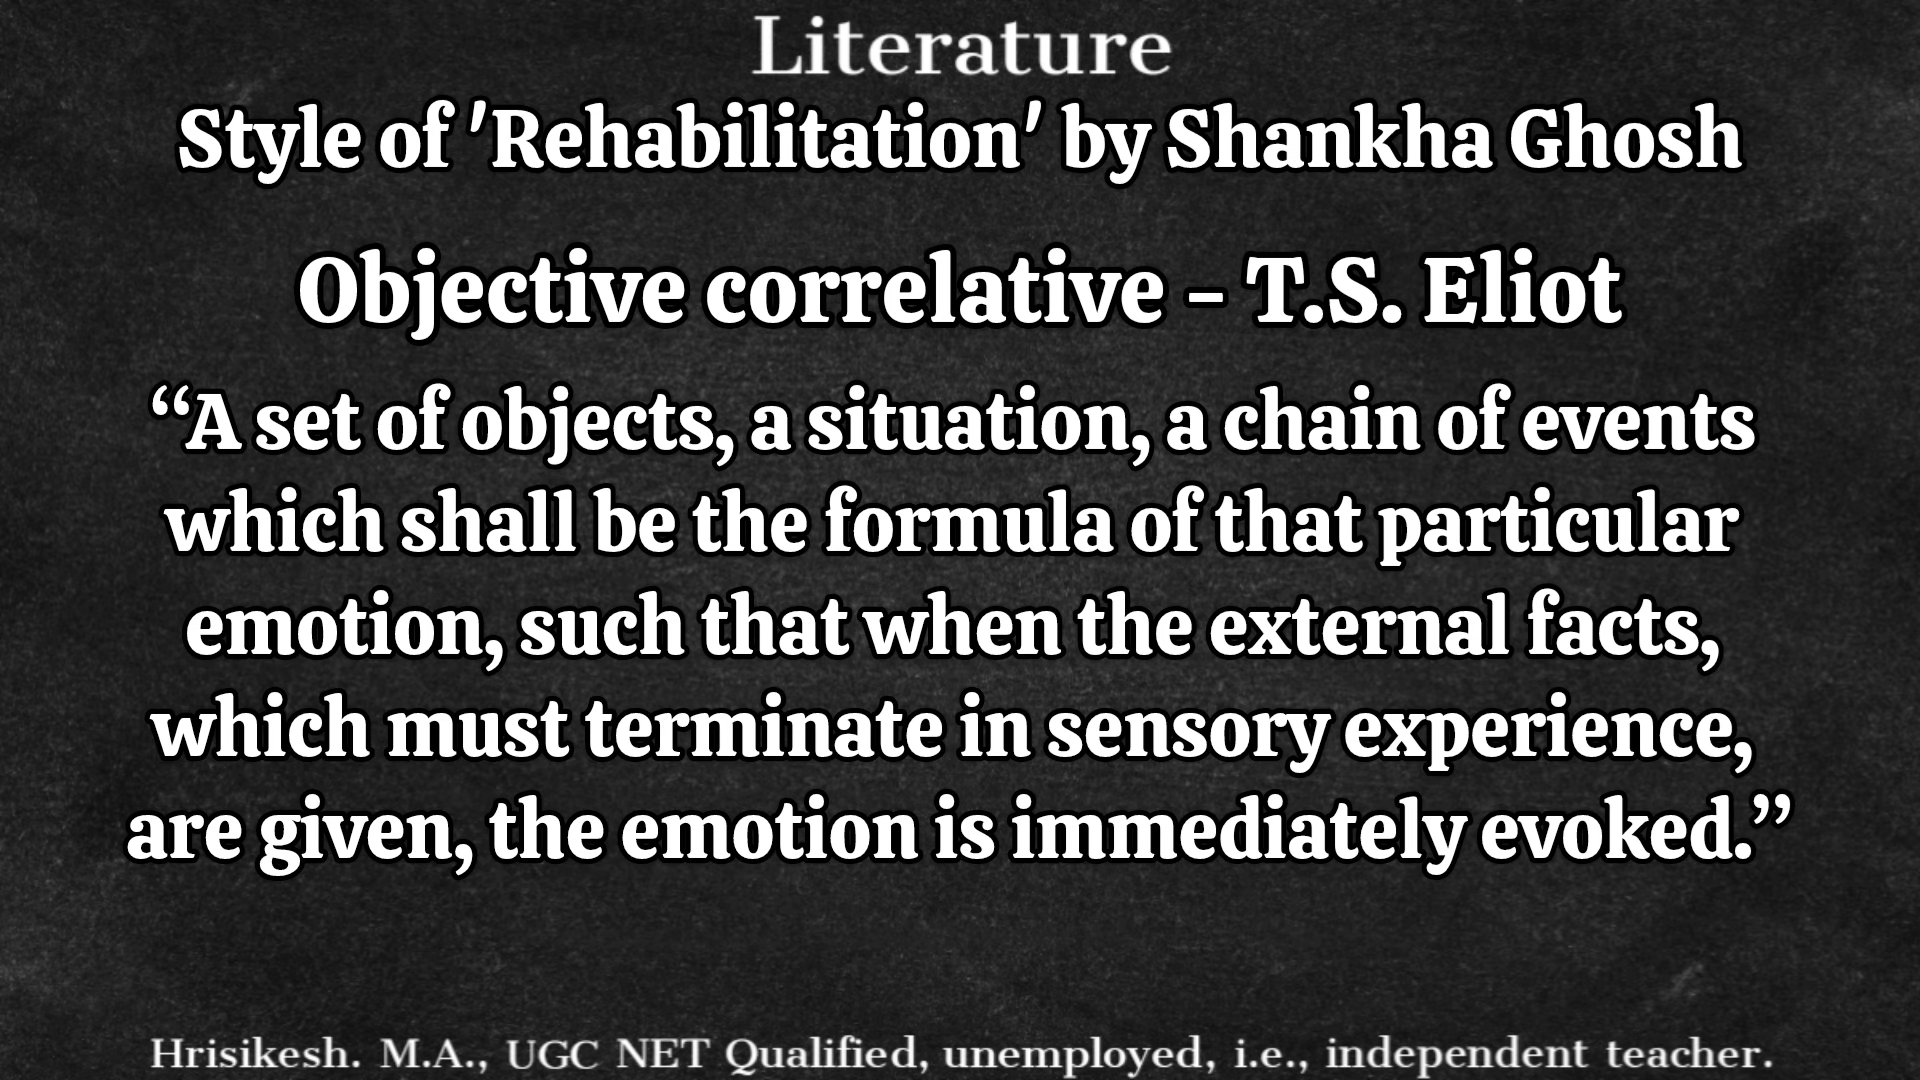 Literature
Style of 'Rehabilitation' by Shankha Ghosh
Objective correlative – T.S. Eliot
“A set of objects, a situation, a chain of events
which shall be the formula of that particular
emotion, such that when the external facts,
which must terminate in sensory experience,
are given, the emotion is immediately evoked.”
Hrisikesh. M.A., UGC NET Qualified, unemployed, i.e., independent teacher.